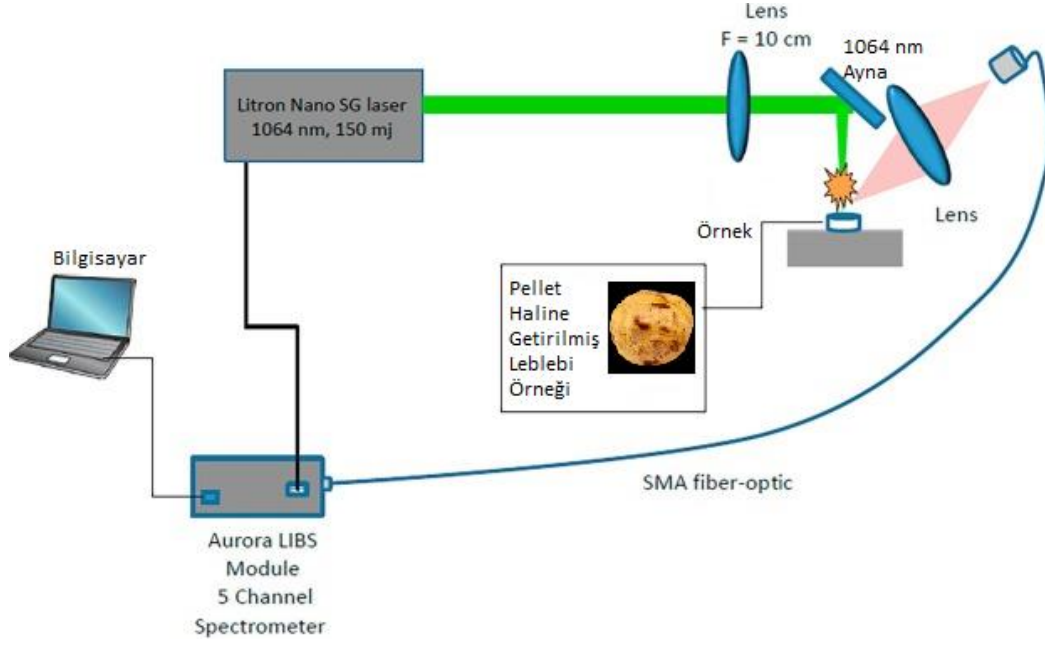 Lens
F = 10 cm
1064 nm
Ayna
Litron Nano SG laser
1064 nm, 150 mj
Lens
Örnek
Bilgisayar
Pellet
Haline
Getirilmiş
Leblebi
Örneği
SMA fiber-optic
Aurora LIBS
Module
5 Channel
Spectrometer